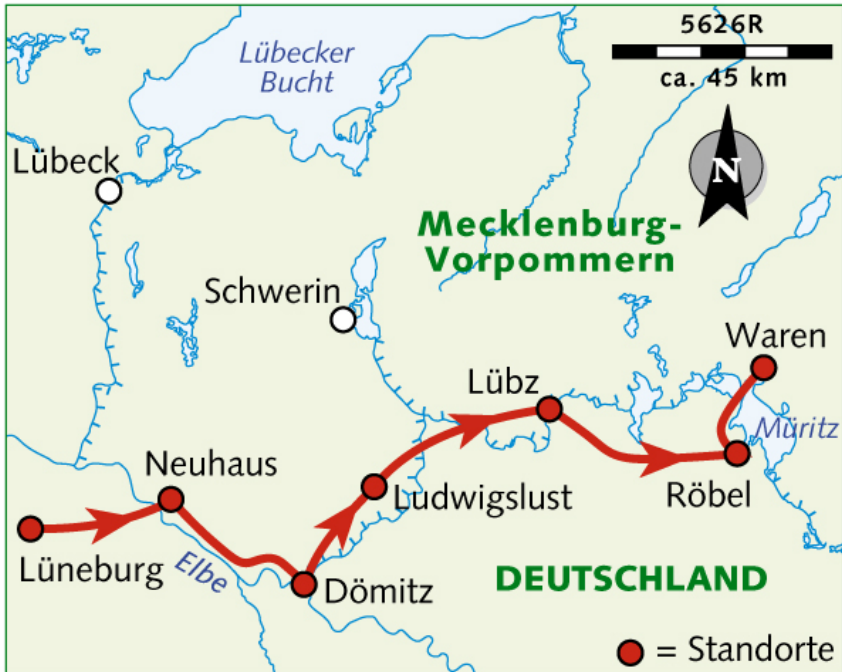 5626R
ca. 45 km
Lübecker
Bucht
N
Lübeck
Mecklenburg-
Vorpommern
Schwerin
Waren
Lübz
Müritz
Neuhaus
Ludwigslust
Röbel
Lüneburg
Elbe
Dömitz
DEUTSCHLAND
= Standorte